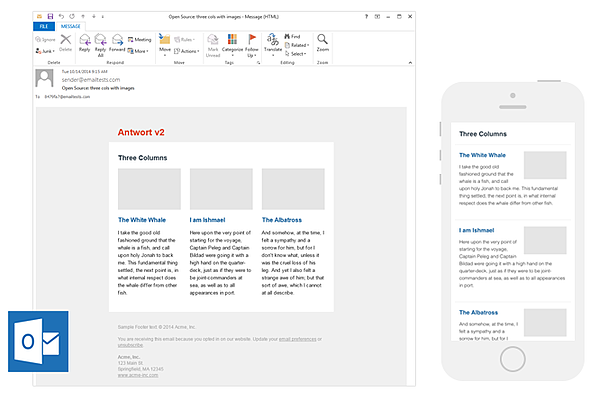 Open Source three cols with images - Message (HTML)
FILE
MESSAGE
Ignore
Junk
Delete
Reply
Reply All
Forward
Meeting
More
Move
Rules
Actions
Mark Unread
Categorize
Follow Up
Translate
Find
Related
Select
Zoom
Delete
Respond
Move
Tags
Editing
Zoom
Tue 10/14/2014 9:15 AM
sender@emailtests.com
Open Source: three cols with images
To
Antwort v2
Three Columns
The White Whale
I take the good old
fashioned ground that the
whale is a fish, and call
upon holy Jonah to back
me. This fundamental thing
settled, the next point is,
in what internal respect does
the whale differ from other
fish.
I am Ishmael
Here upon the very point of
starting for the voyage,
Captain Peleg and Captain
Bildad were going it with a
high hand on the quarter-
deck, just as if they were to
be joint-commanders at
sea, as well as to all
appearances in port.
The Albatross
And somehow, at the time, I
felt a sympathy and a
sorrow for him, but for I
don't know what, unless it
was the cruel loss of his
leg. And yet I also felt a
strange awe of him; but that
sort of awe, which I cannot
at all describe.
Sample Footer text © 2014 Acme, Inc.
You are receiving this email because you opted in on our website. Update your email preferences or
unsubscribe.
Acme, Inc.
123 Main St.
Springfield, MA 12345
www.acme-inc.com
Three Columns
The White Whale
I take the good old
fashioned ground that the
whale is a fish, and call
upon holy Jonah to back me. This fundamental
thing settled, the next point is, in what internal
respect does the whale differ from other fish.
I am Ishmael
Here upon the very point of
starting for the voyage,
Captain Peleg and Captain
Bildad were going it with a high hand on the
quarter-deck, just as if they were to be joint-
commanders at sea, as well as to all appearances
in port.
The Albatross
And somehow, at the time, I
felt a sympathy and a sorrow
for him, but for I don't know